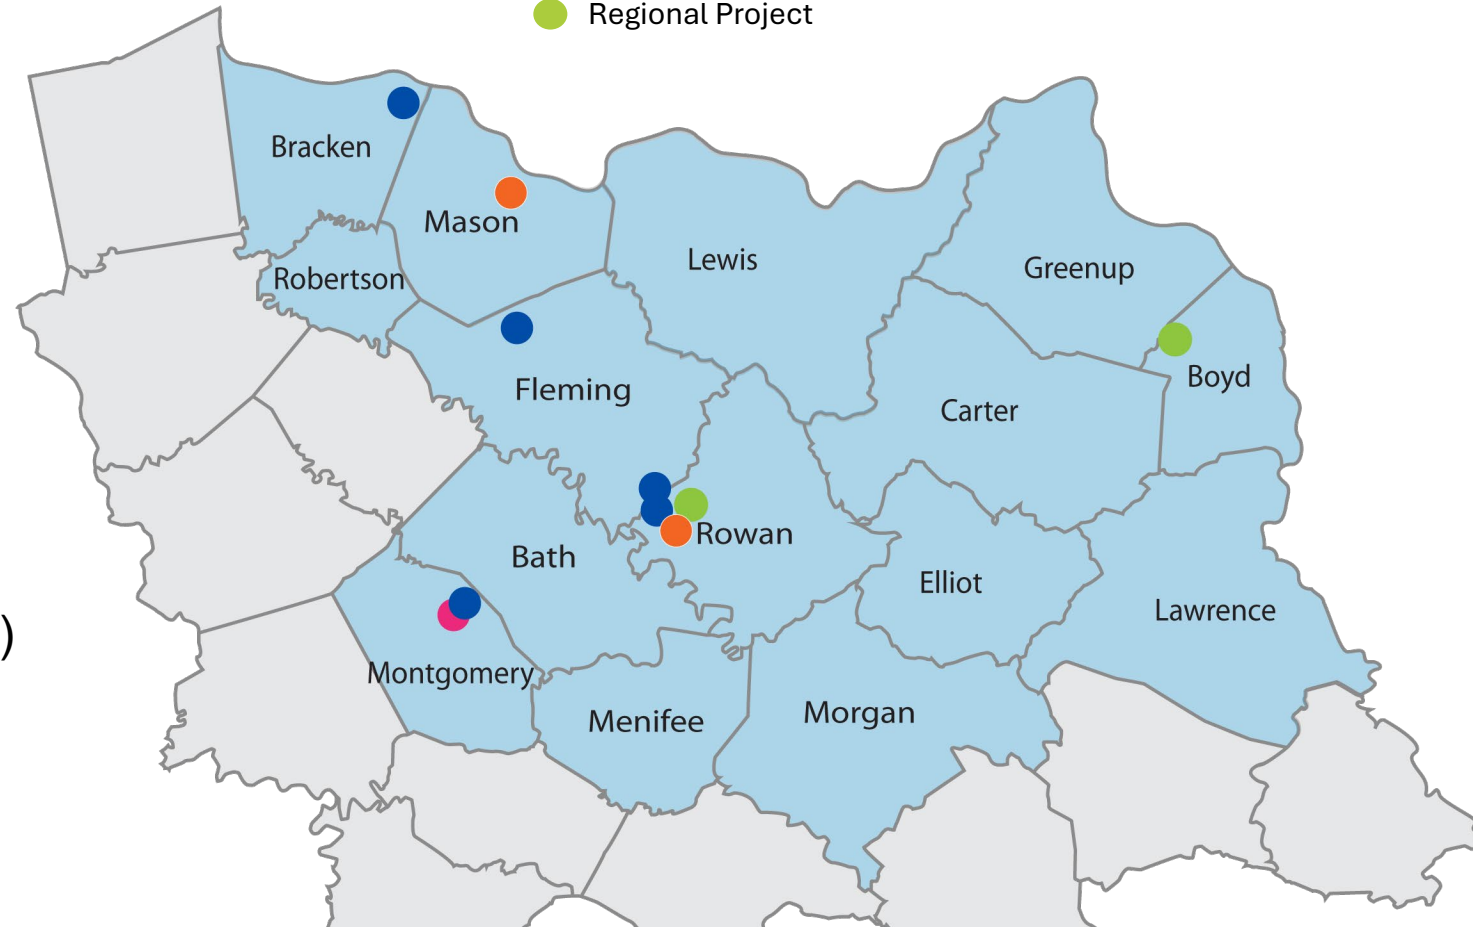 Regional Project
Bracken
Mason
Lewis
Robertson
Greenup
Boyd
Fleming
Carter
Rowan
Bath
Elliot
Lawrence
)
Montgomery
Menifee
Morgan